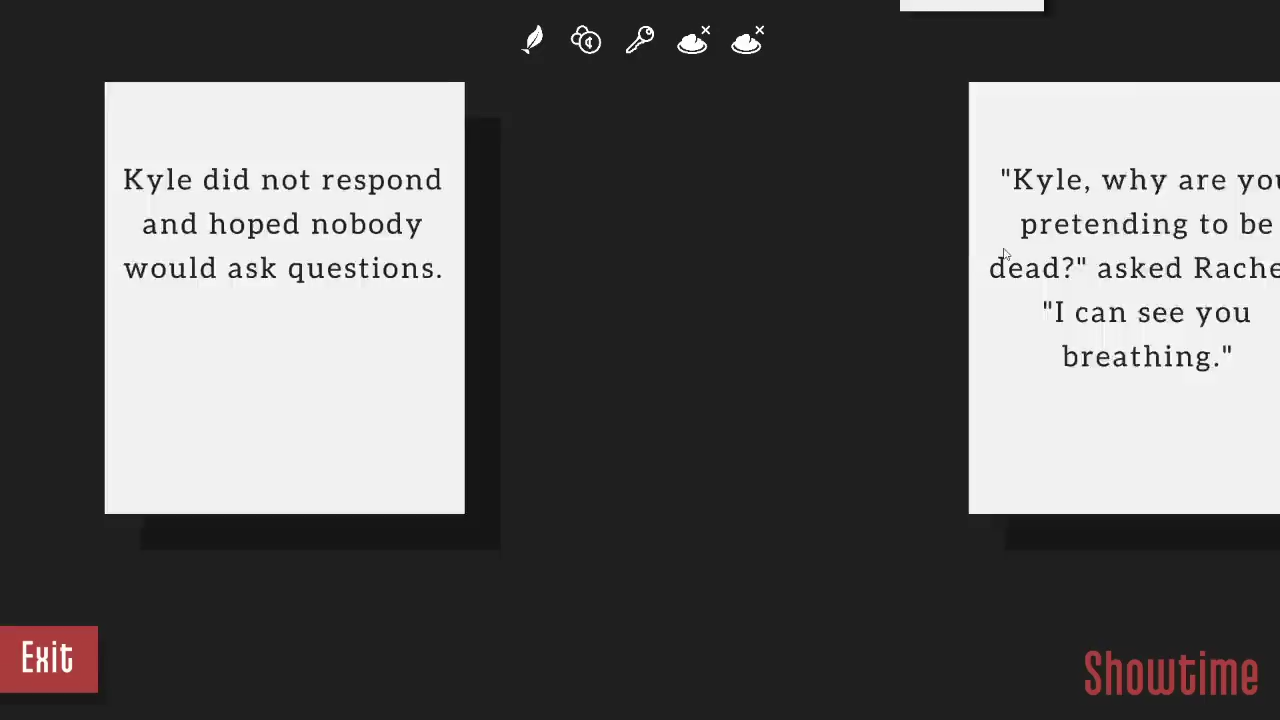 Kyle did not respond
and hoped nobody
would ask questions.
"Kyle, why are you
pretending to be
dead?" asked
"I can see you
breathing."
Exit
Showtime